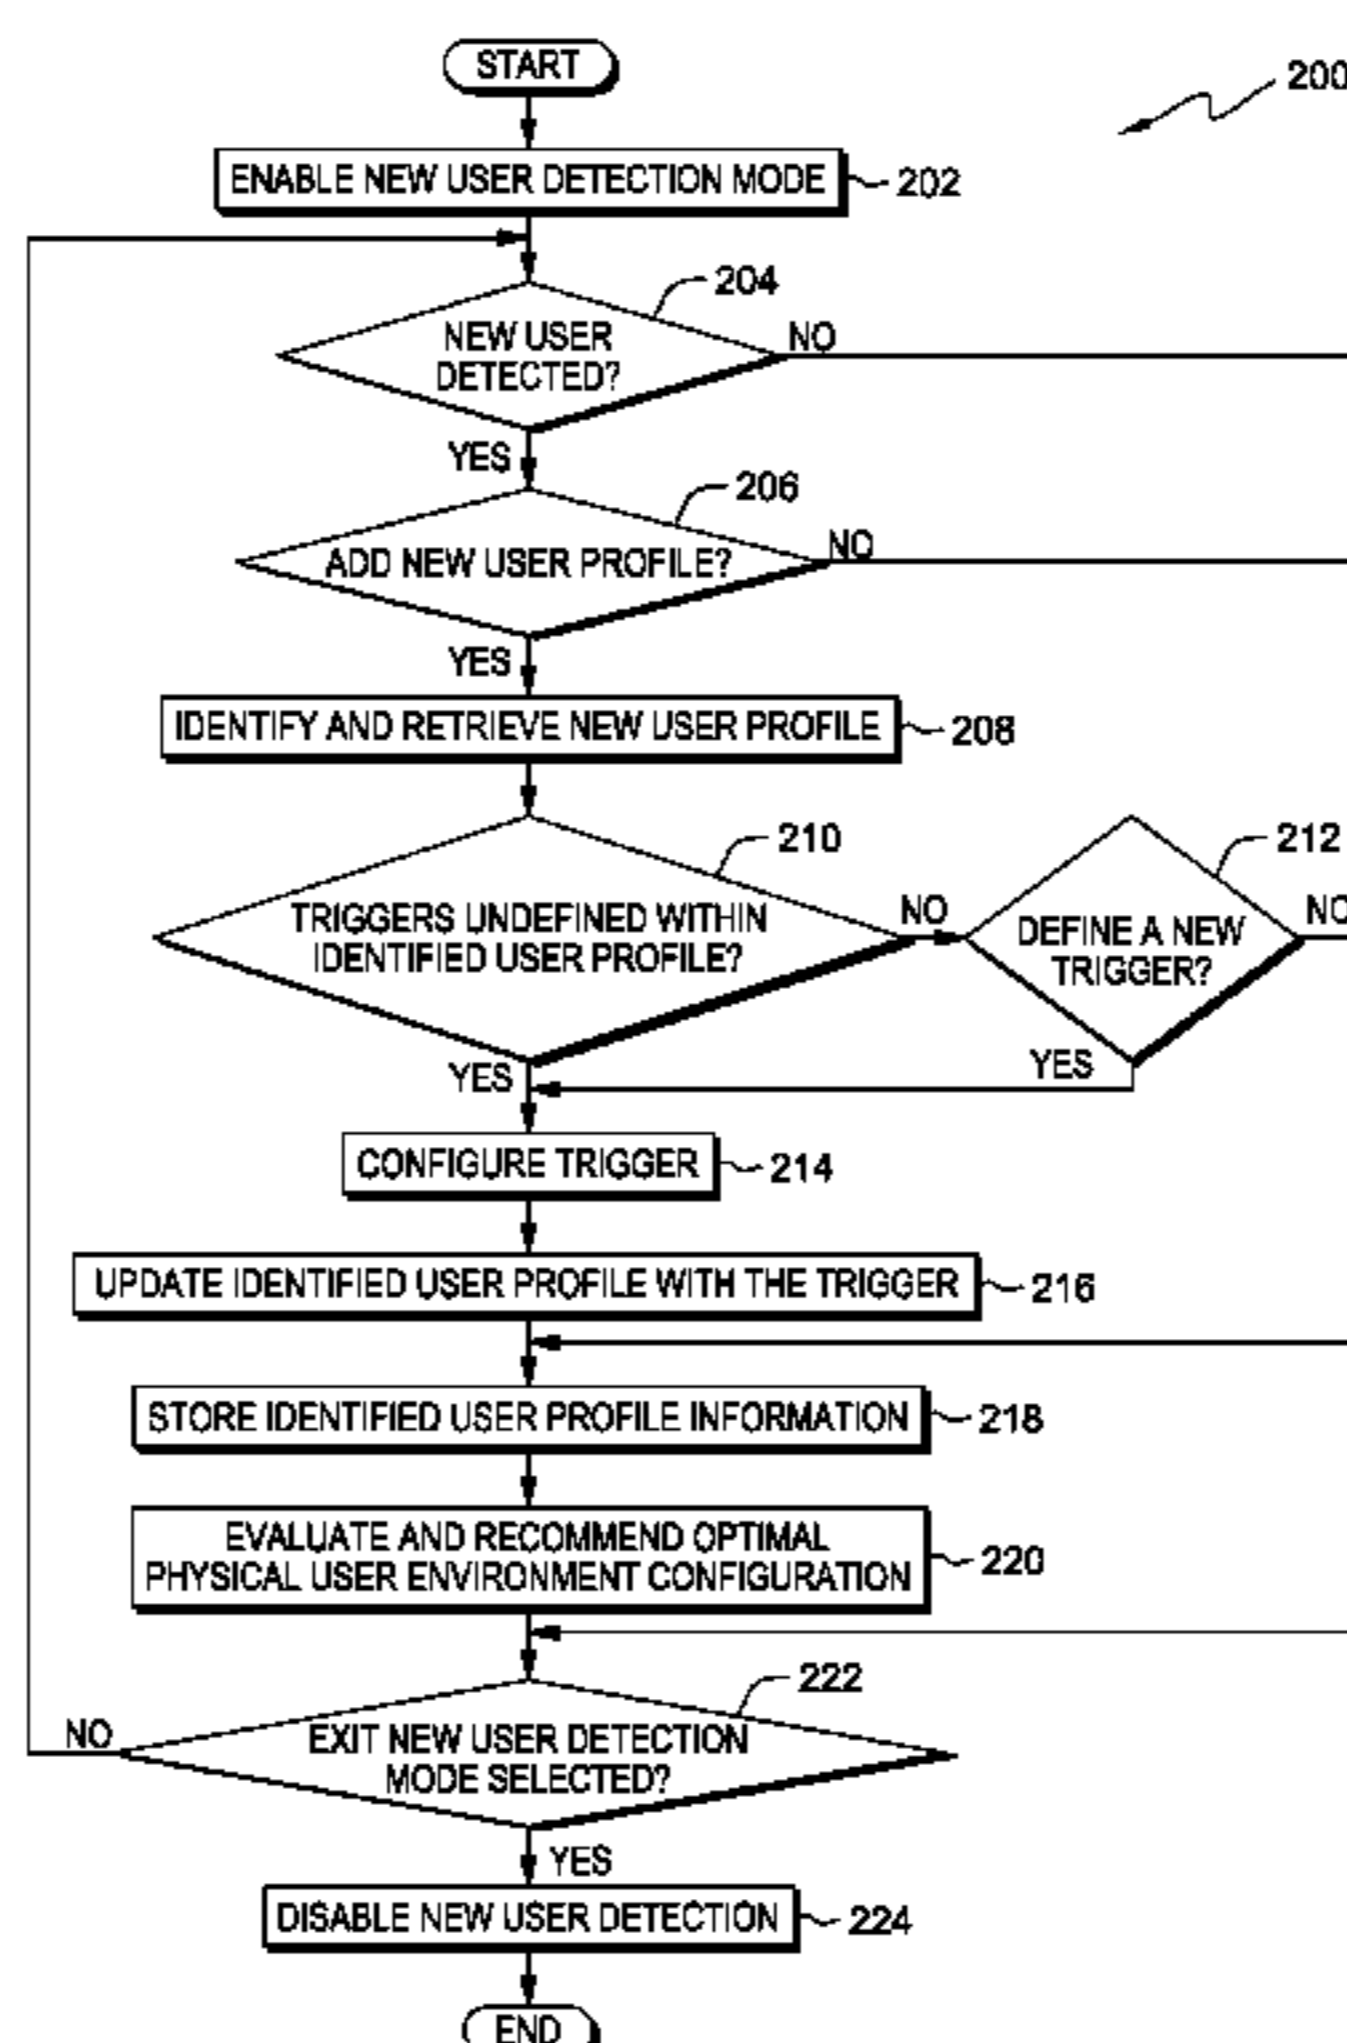 START
200
ENABLE NEW USER DETECTION MODE
202
204
NEW USER
DETECTED?
NO
YES
206
ADD NEW USER PROFILE?
NO
YES
IDENTIFY AND RETRIEVE NEW USER PROFILE
208
210
TRIGGERS UNDEFINED WITHIN
IDENTIFIED USER PROFILE?
NO
YES
212
DEFINE A NEW
TRIGGER?
NO
YES
CONFIGURE TRIGGER
214
UPDATE IDENTIFIED USER PROFILE WITH THE TRIGGER
216
STORE IDENTIFIED USER PROFILE INFORMATION
218
EVALUATE AND RECOMMEND OPTIMAL
PHYSICAL USER ENVIRONMENT CONFIGURATION
220
222
EXIT NEW USER DETECTION
MODE SELECTED?
NO
YES
DISABLE NEW USER DETECTION
224
END